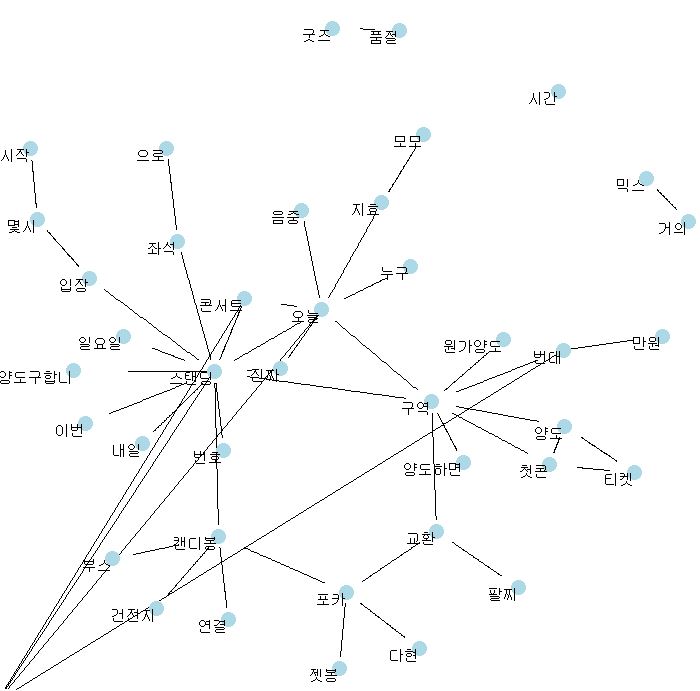 굿즈
품절
시간
모모
시작
으로
믹스
지효
음중
몇시
거의
좌석
누구
입장
콘서트
오늘
일요일
원가양도
만원
번대
양도구합니
스탠딩
진짜
구역
이번
양도
내일
번호
양도하면
첫콘
티켓
캔디봉
교환
부스
팔찌
포카
건전지
연결
다현
젯봉